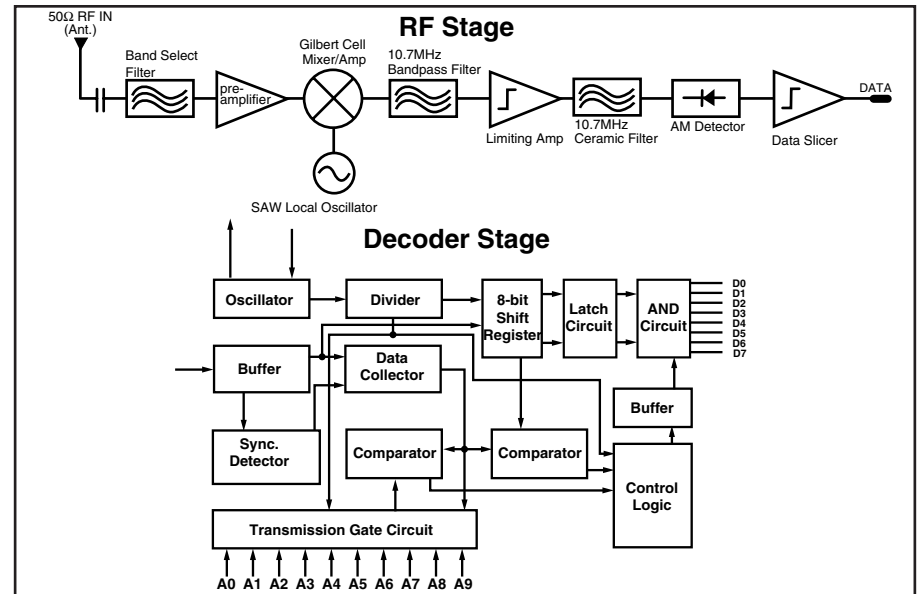 RF Stage
50Ω RF IN
(Ant.)
Band Select
Filter
pre-
amplifier
Gilbert Cell
Mixer/Amp
10.7MHz
Bandpass Filter
Limiting Amp
10.7MHz
Ceramic Filter
AM Detector
Data Slicer
DATA
SAW Local Oscillator
Decoder Stage
Oscillator
Divider
8-bit
Shift
Register
Latch
Circuit
AND
Circuit
D0
D1
D2
D3
D4
D5
D6
D7
Buffer
Data
Collector
Buffer
Sync.
Detector
Comparator
Comparator
Control
Logic
Transmission Gate Circuit
A0 A1 A2 A3 A4 A5 A6 A7 A8 A9